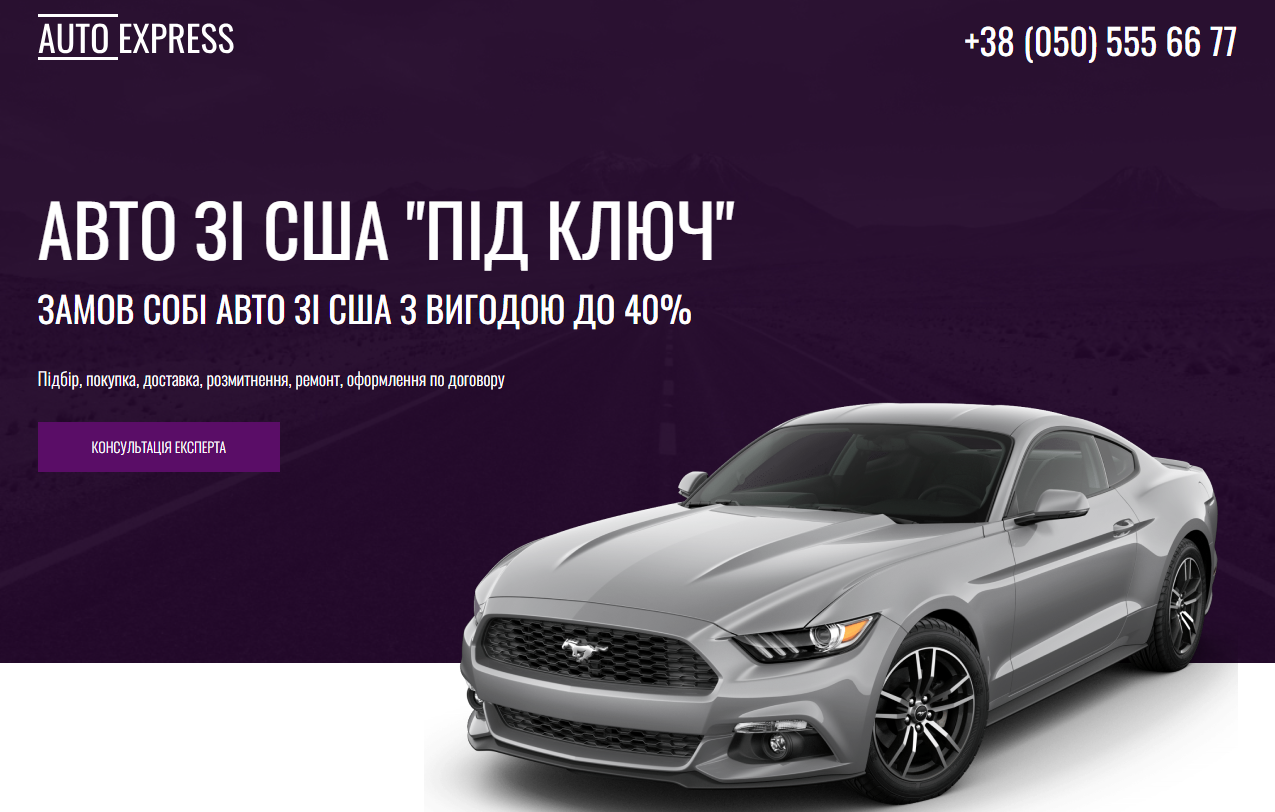 AUTO EXPRESS
+38 (050) 555 66 77
АВТО ЗІ США "ПІД КЛЮЧ"
ЗАМОВ СОБІ АВТО ЗІ США З ВИГОДОЮ ДО 40%
Підбір, покупка, доставка, розмитнення, ремонт, оформлення по договору
КОНСУЛЬТАЦІЯ ЕКСПЕРТА